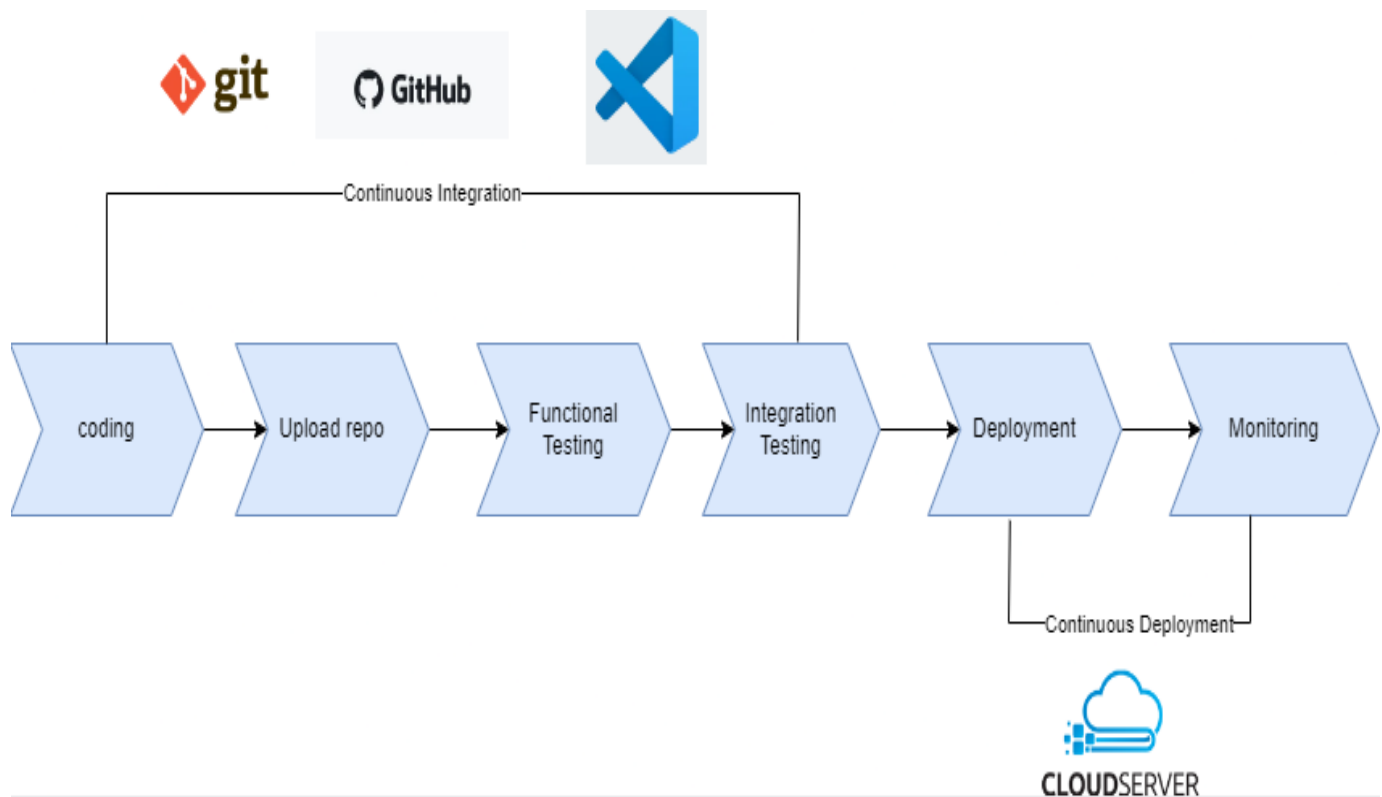 git
GitHub
Continuous Integration
coding
Upload repo
Functional
Testing
Integration
Testing
Deployment
Monitoring
Continuous Deployment
CLOUDSERVER